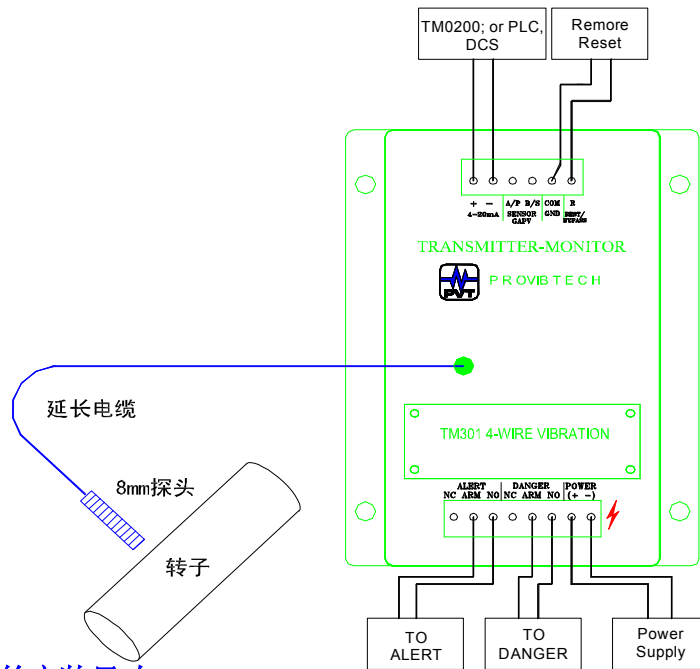 TM0200; or PLC,
DCS
Remore
Reset
+ - A/P B/S COM R
4-20mA SENSOR GND REST/
GAPV BYPASS
TRANSMITTER-MONITOR
PVT
PROVIBTECH
延长电缆
TM301 4-WIRE VIBRATION
8mm探头
ALERT DANGER POWER
NC ARM NO NC ARM NO (+ -)
转子
TO
ALERT
TO
DANGER
Power
Supply